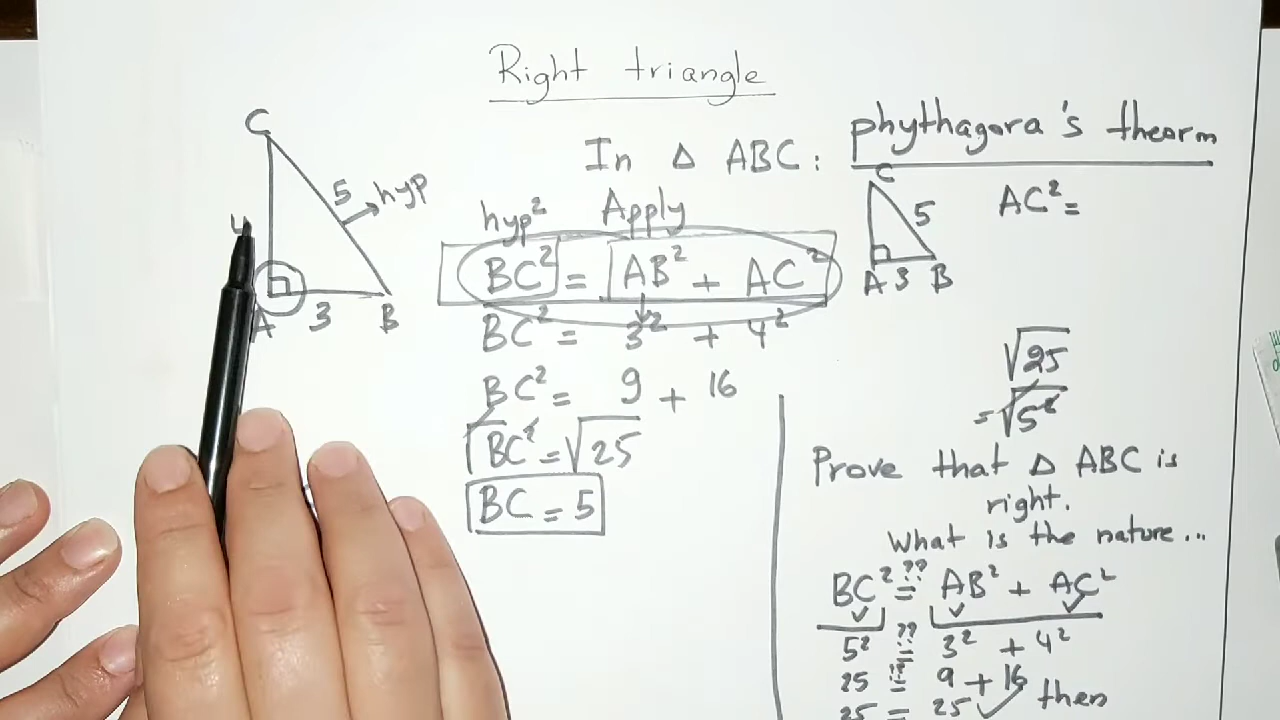 Right triangle
C
4
5 → hyp
A 3 B
In Δ ABC:
hyp² Apply
BC² = AB² + AC²
BC² = 3² + 4²
BC² = 9 + 16
√BC² = √25
BC = 5
phythagora's theorm
C
5
A 3 B
AC² =
√25
= √5²
Prove that Δ ABC is
right.
What is the nature...
BC² ?? = AB² + AC²
5² ?? = 3² + 4²
25 !? = 9 + 16
25 = 25 ✓ then